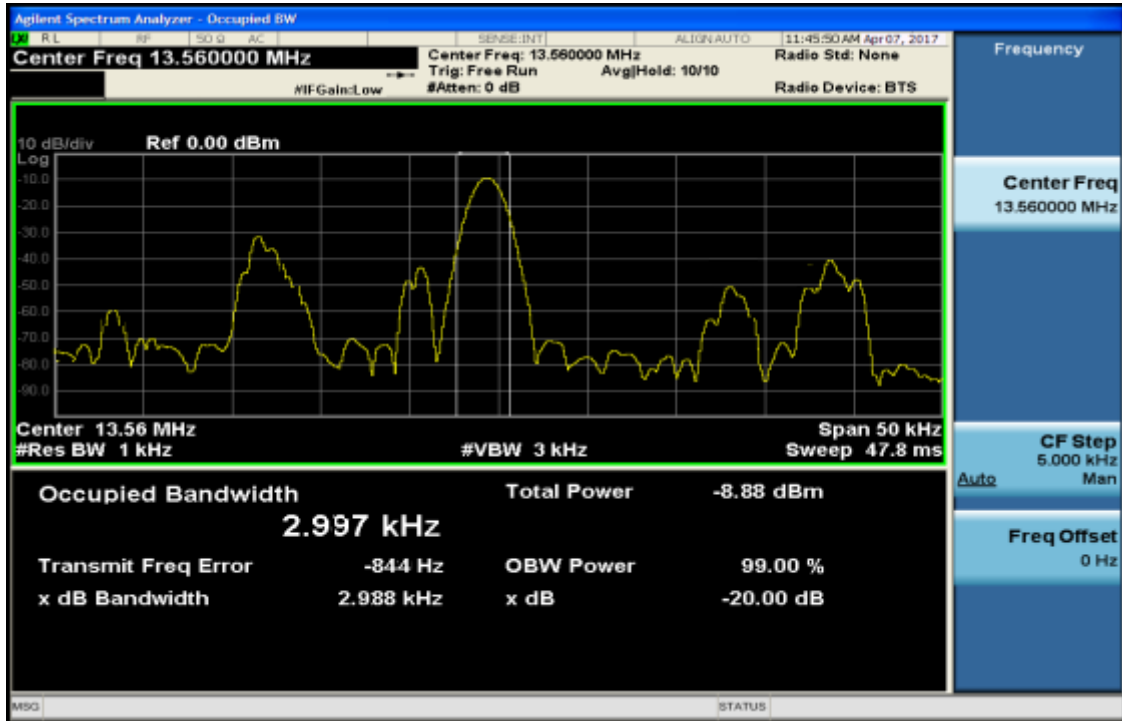 Agilent Spectrum Analyzer - Occupied BW
LXI RL RF 50 Ω AC SENSE:INT ALIGN AUTO 11:45:50 AM Apr 07, 2017
Center Freq 13.560000 MHz
Center Freq: 13.560000 MHz
Radio Std: None
Trig: Free Run Avg|Hold: 10/10
#IFGain:Low
#Atten: 0 dB
Radio Device: BTS
10 dB/div Ref 0.00 dBm
Log
-10.0
-20.0
-30.0
-40.0
-50.0
-60.0
-70.0
-80.0
-90.0
Center 13.56 MHz Span 50 kHz
#Res BW 1 kHz #VBW 3 kHz Sweep 47.8 ms
Occupied Bandwidth Total Power -8.88 dBm
2.997 kHz
Transmit Freq Error -844 Hz OBW Power 99.00 %
x dB Bandwidth 2.988 kHz x dB -20.00 dB
MSG STATUS
Frequency
Center Freq
13.560000 MHz
CF Step
5.000 kHz
Auto Man
Freq Offset
0 Hz